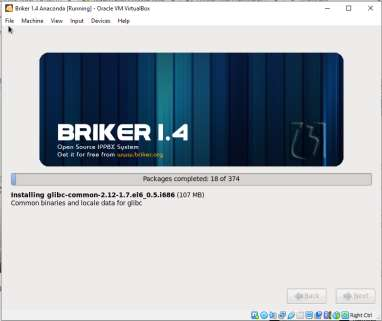 Briker 1.4 Anaconda [Running] - Oracle VM VirtualBox
File Machine View Input Devices Help
BRIKER 1.4
Open Source IPPBX System
Get it for free from www.briker.org
Packages completed: 18 of 374
Installing glibc-common-2.12-1.7.el6_0.5.i686 (107 MB)
Common binaries and locale data for glibc
Back Next
Right Ctrl